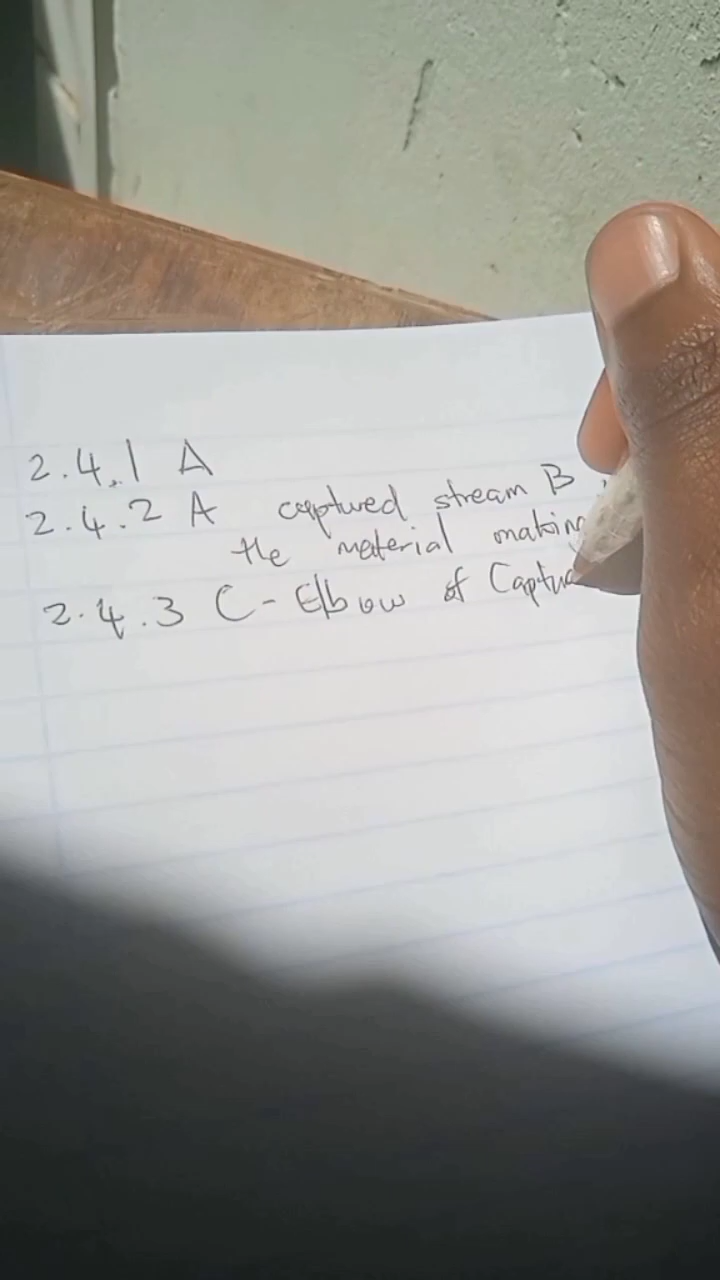 2.4.1 A
2.4.2 A captured stream B
the material making
2.4.3 C - Elbow of Captu